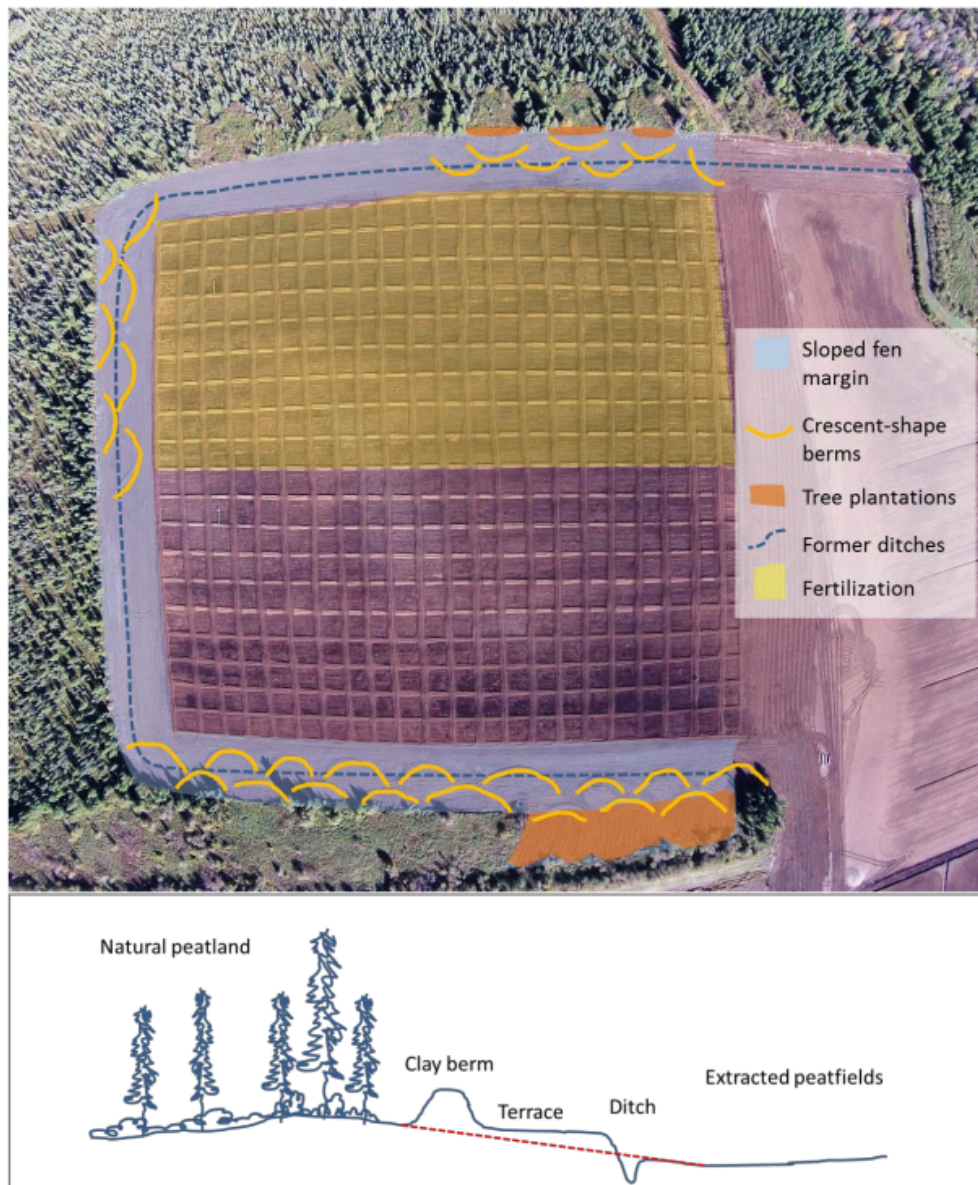 Sloped fen
margin
Crescent-shape
berms
Tree plantations
Former ditches
Fertilization
Natural peatland
Clay berm
Terrace
Ditch
Extracted peatfields